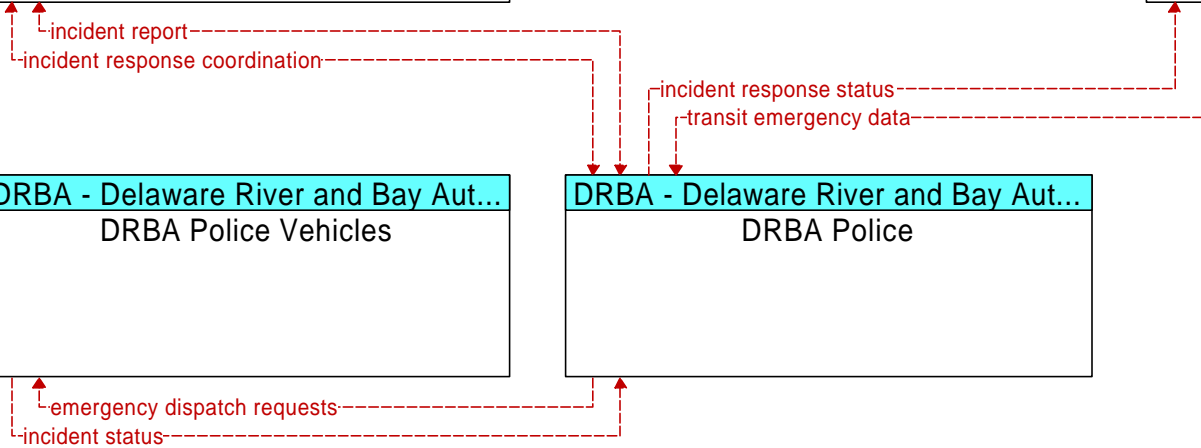 incident report
incident response coordination
incident response status
transit emergency data
DRBA - Delaware River and Bay Aut...
DRBA Police Vehicles
DRBA - Delaware River and Bay Aut...
DRBA Police
emergency dispatch requests
incident status